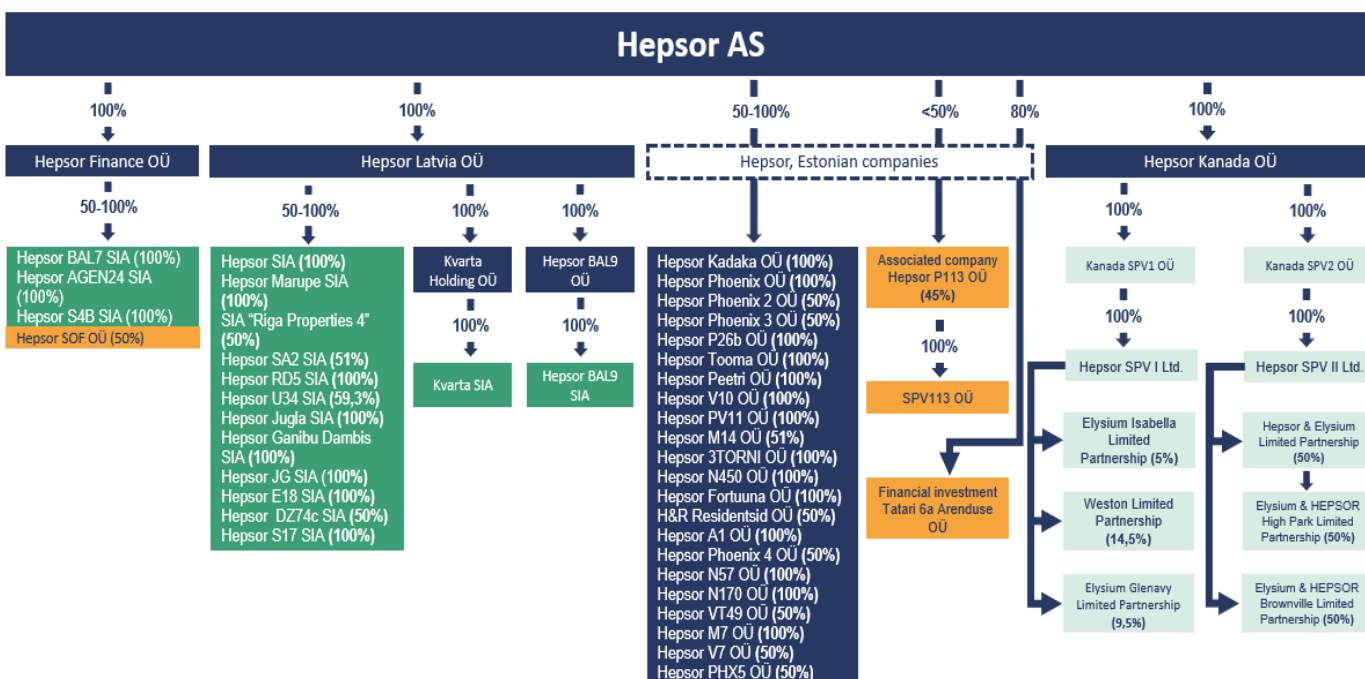 Hepsor AS
100%
100%
50-100%
<50%
80%
100%
Hepsor Finance OÜ
Hepsor Latvia OÜ
Hepsor, Estonian companies
Hepsor Kanada OÜ
50-100%
50-100%
100%
100%
100%
100%
Hepsor BAL7 SIA (100%)
Hepsor AGEN24 SIA
(100%)
Hepsor S4B SIA (100%)
Hepsor SOF OÜ (50%)
Hepsor SIA (100%)
Hepsor Marupe SIA
(100%)
SIA “Riga Properties 4”
(50%)
Hepsor SA2 SIA (51%)
Hepsor RD5 SIA (100%)
Hepsor U34 SIA (59,3%)
Hepsor Jugla SIA (100%)
Hepsor Ganibu Dambis
SIA (100%)
Hepsor JG SIA (100%)
Hepsor E18 SIA (100%)
Hepsor DZ74c SIA (50%)
Hepsor S17 SIA (100%)
Kvarta
Holding OÜ
100%
Kvarta SIA
Hepsor BAL9
OÜ
100%
Hepsor BAL9
SIA
Hepsor Kadaka OÜ (100%)
Hepsor Phoenix OÜ (100%)
Hepsor Phoenix 2 OÜ (50%)
Hepsor Phoenix 3 OÜ (50%)
Hepsor P26b OÜ (100%)
Hepsor Tooma OÜ (100%)
Hepsor Peetri OÜ (100%)
Hepsor V10 OÜ (100%)
Hepsor PV11 OÜ (100%)
Hepsor M14 OÜ (51%)
Hepsor 3TORNI OÜ (100%)
Hepsor N450 OÜ (100%)
Hepsor Fortuuna OÜ (100%)
H&R Residentsid OÜ (50%)
Hepsor A1 OÜ (100%)
Hepsor Phoenix 4 OÜ (50%)
Hepsor N57 OÜ (100%)
Hepsor N170 OÜ (100%)
Hepsor VT49 OÜ (50%)
Hepsor M7 OÜ (100%)
Hepsor V7 OÜ (50%)
Hepsor PHX5 OÜ (50%)
Associated company
Hepsor P113 OÜ
(45%)
100%
SPV113 OÜ
Financial investment
Tatari 6a Arenduse
OÜ
Kanada SPV1 OÜ
100%
Hepsor SPV I Ltd.
Elysium Isabella
Limited
Partnership (5%)
Weston Limited
Partnership
(14,5%)
Elysium Glenavy
Limited Partnership
(9,5%)
Kanada SPV2 OÜ
100%
Hepsor SPV II Ltd.
Hepsor & Elysium
Limited Partnership
(50%)
Elysium & HEPSOR
High Park Limited
Partnership (50%)
Elysium & HEPSOR
Brownville Limited
Partnership (50%)